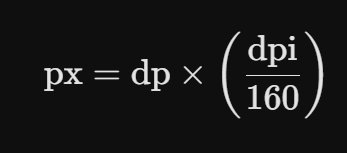 px = dp × (dpi/160)